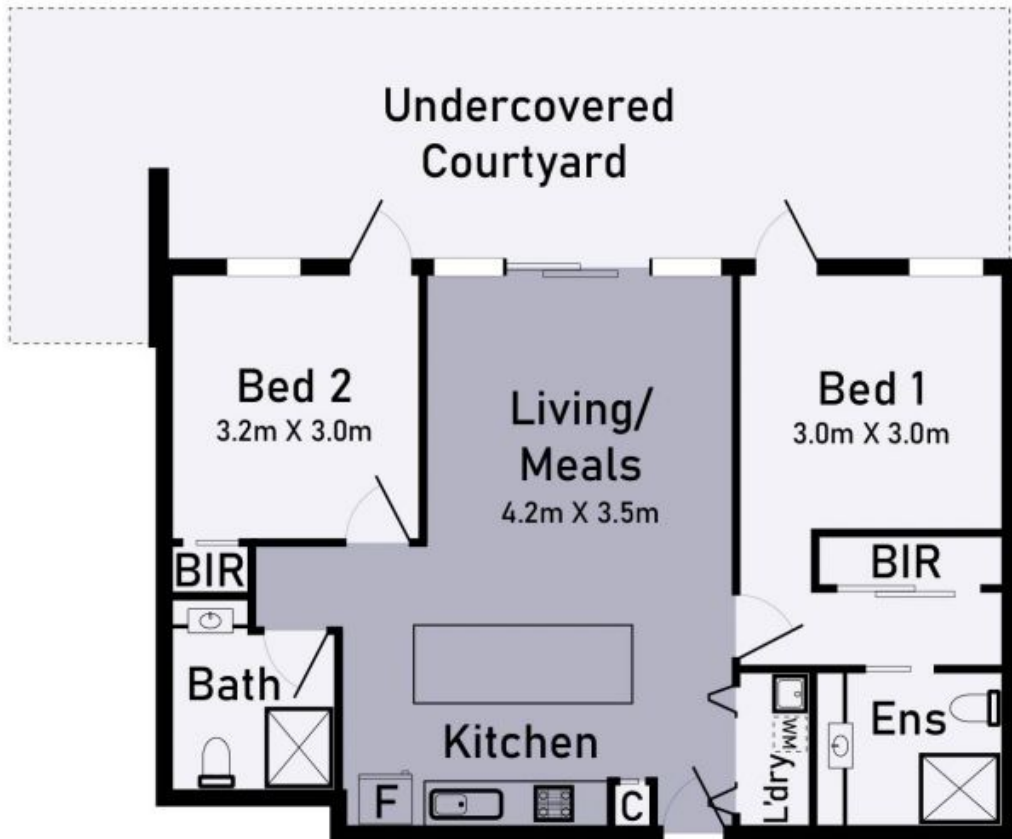 Undercovered
Courtyard
Bed 2
3.2m X 3.0m
Living/
Meals
4.2m X 3.5m
Bed 1
3.0m X 3.0m
BIR
BIR
Bath
Kitchen
Ens
WM
L'dry
F
C